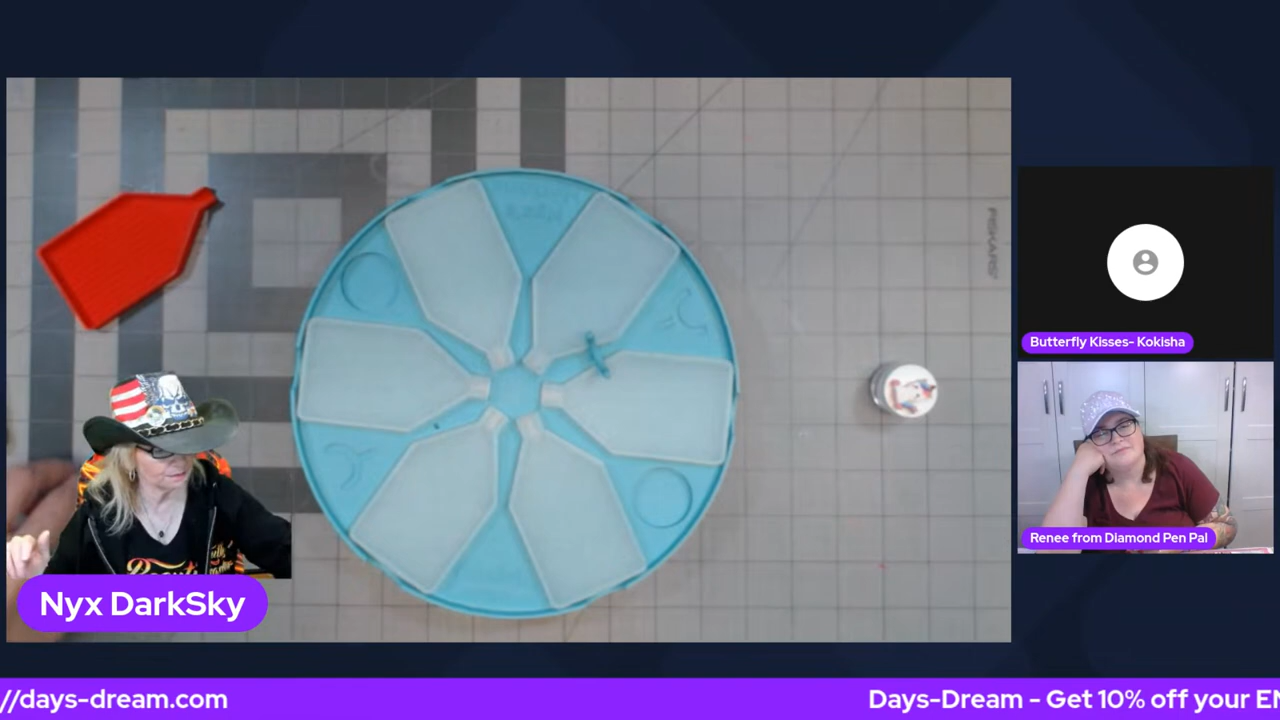 FISKARS
Butterfly Kisses- Kokisha
Renee from Diamond Pen Pal
Nyx DarkSky
//days-dream.com
Days-Dream - Get 10% off your EN